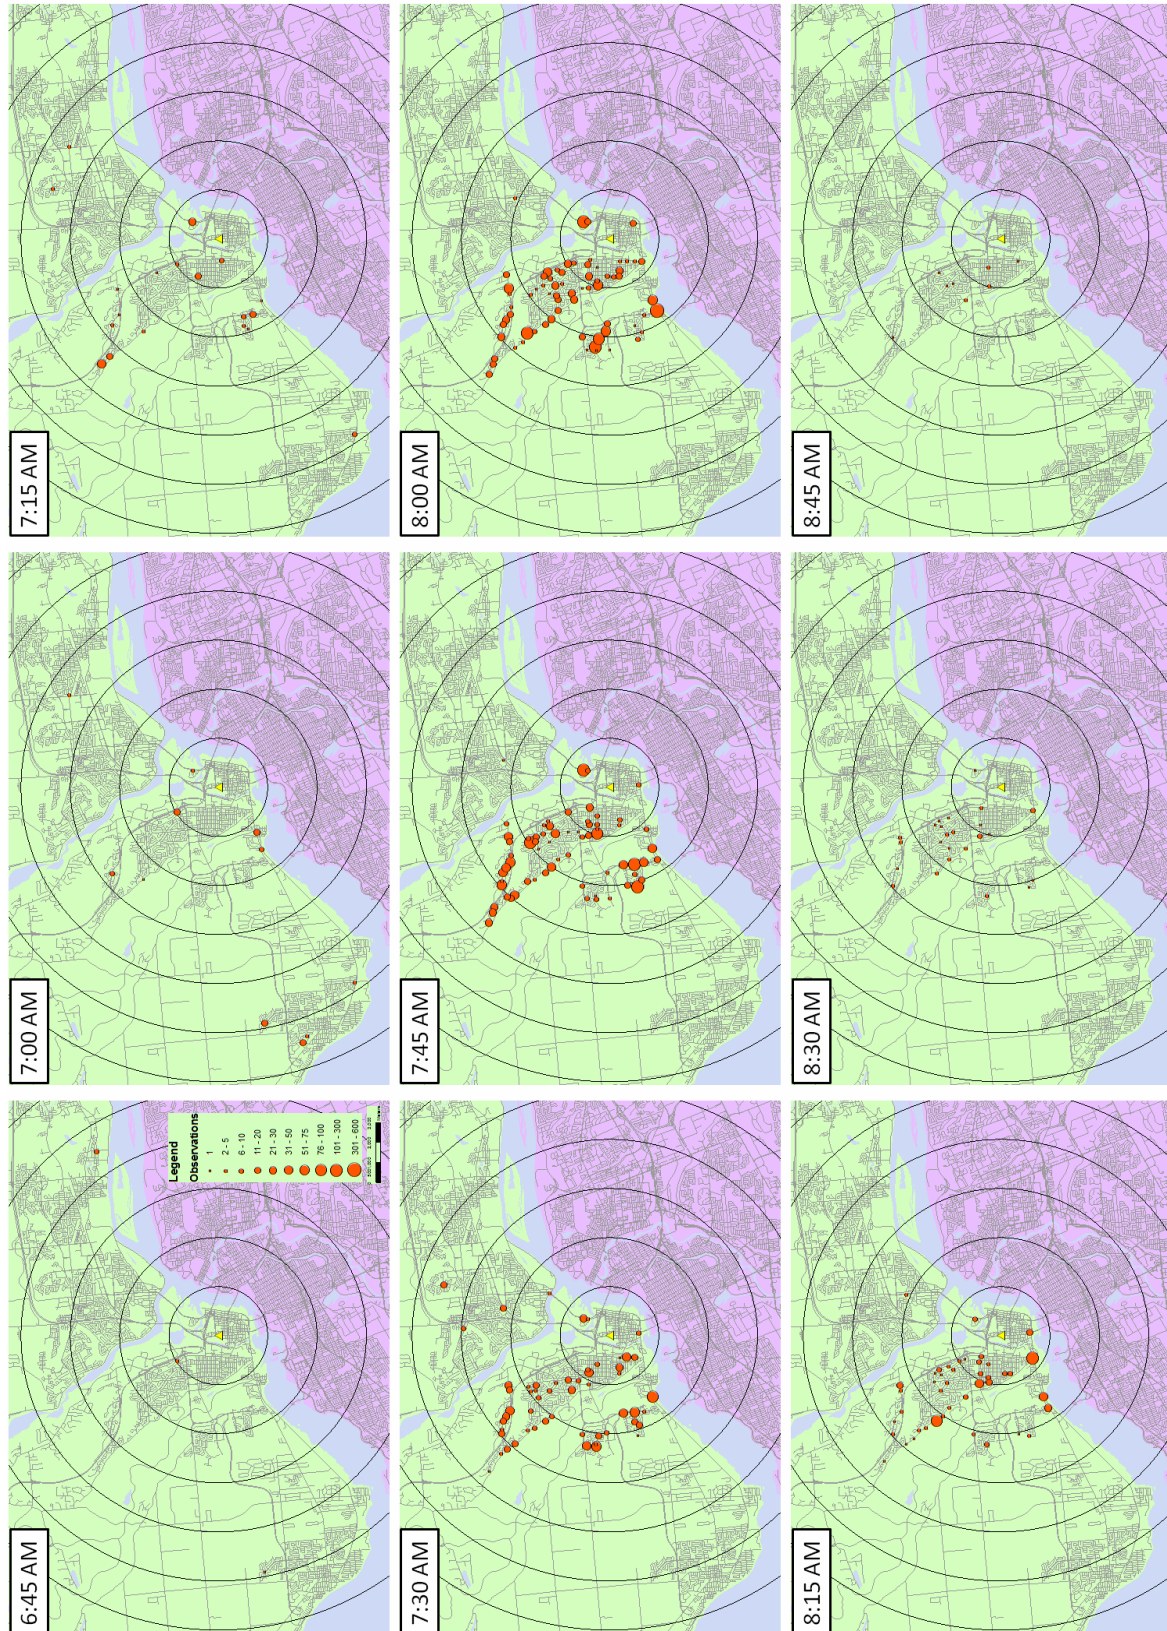 6:45 AM
Legend
Observations
1
2 - 5
6 - 10
11 - 20
21 - 30
31 - 50
51 - 75
76 - 100
101 - 300
301 - 600
7:00 AM
7:15 AM
7:30 AM
7:45 AM
8:00 AM
8:15 AM
8:30 AM
8:45 AM